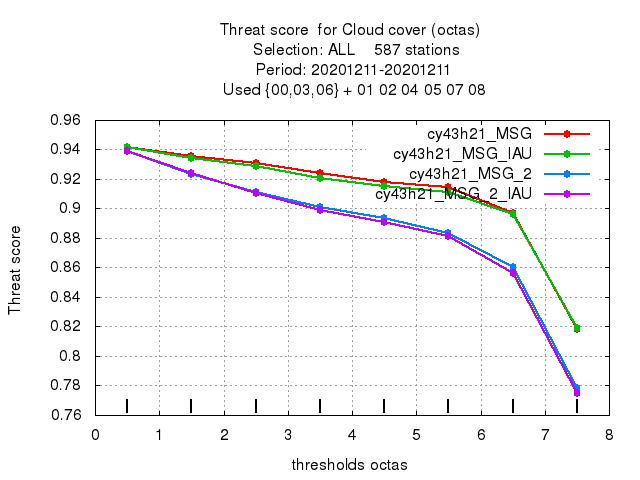 Threat score  for Cloud cover (octas)
Selection: ALL    587 stations
Period: 20201211-20201211
Used {00,03,06} + 01 02 04 05 07 08
cy43h21_MSG
cy43h21_MSG_IAU
cy43h21_MSG_2
cy43h21_MSG_2_IAU
Threat score
0.96
0.94
0.92
0.9
0.88
0.86
0.84
0.82
0.8
0.78
0.76
0 1 2 3 4 5 6 7 8
thresholds octas